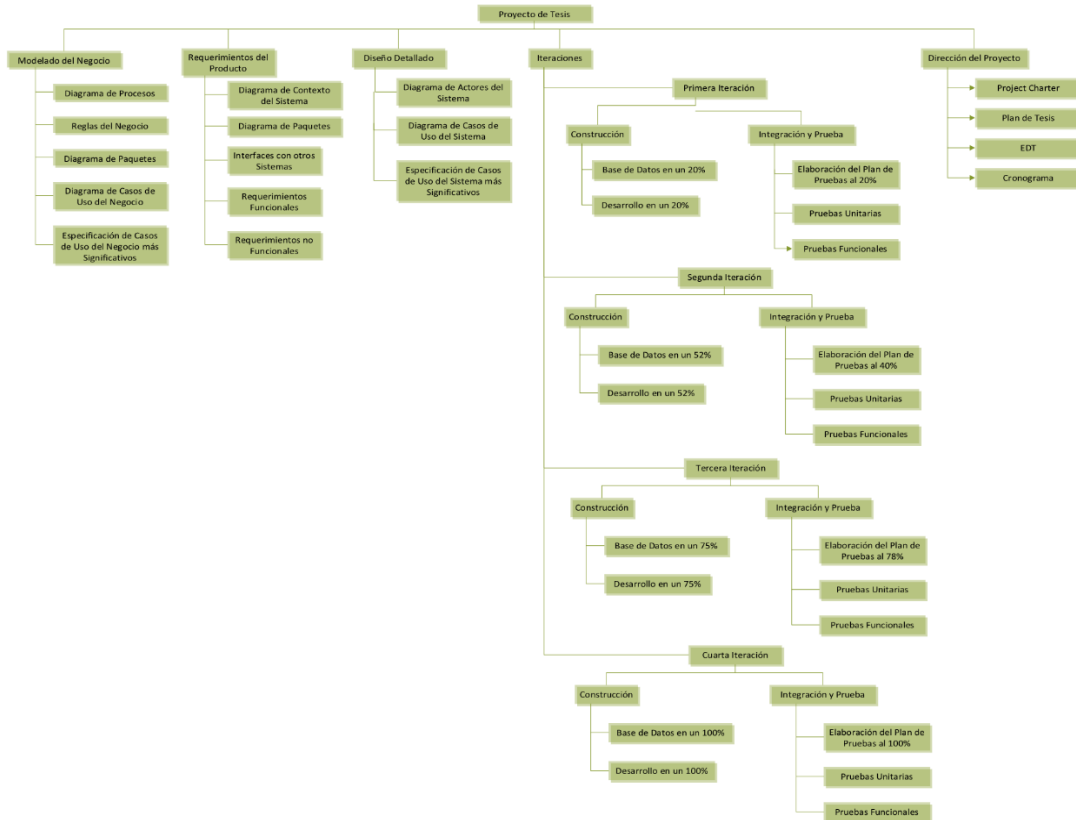 Proyecto de Tesis
Modelado del Negocio
Diagrama de Procesos
Reglas del Negocio
Diagrama de Paquetes
Diagrama de Casos de
Uso del Negocio
Especificación de Casos
de Uso del Negocio más
Significativos
Requerimientos del
Producto
Diagrama de Contexto
del Sistema
Diagrama de Paquetes
Interfaces con otros
Sistemas
Requerimientos
Funcionales
Requerimientos no
Funcionales
Diseño Detallado
Diagrama de Actores del
Sistema
Diagrama de Casos de
Uso del Sistema
Especificación de Casos
de Uso del Sistema más
Significativos
Iteraciones
Primera Iteración
Construcción
Base de Datos en un 20%
Desarrollo en un 20%
Integración y Prueba
Elaboración del Plan de
Pruebas al 20%
Pruebas Unitarias
Pruebas Funcionales
Segunda Iteración
Construcción
Base de Datos en un 52%
Desarrollo en un 52%
Integración y Prueba
Elaboración del Plan de
Pruebas al 40%
Pruebas Unitarias
Pruebas Funcionales
Tercera Iteración
Construcción
Base de Datos en un 75%
Desarrollo en un 75%
Integración y Prueba
Elaboración del Plan de
Pruebas al 78%
Pruebas Unitarias
Pruebas Funcionales
Cuarta Iteración
Construcción
Base de Datos en un 100%
Desarrollo en un 100%
Integración y Prueba
Elaboración del Plan de
Pruebas al 100%
Pruebas Unitarias
Pruebas Funcionales
Dirección del Proyecto
Project Charter
Plan de Tesis
EDT
Cronograma